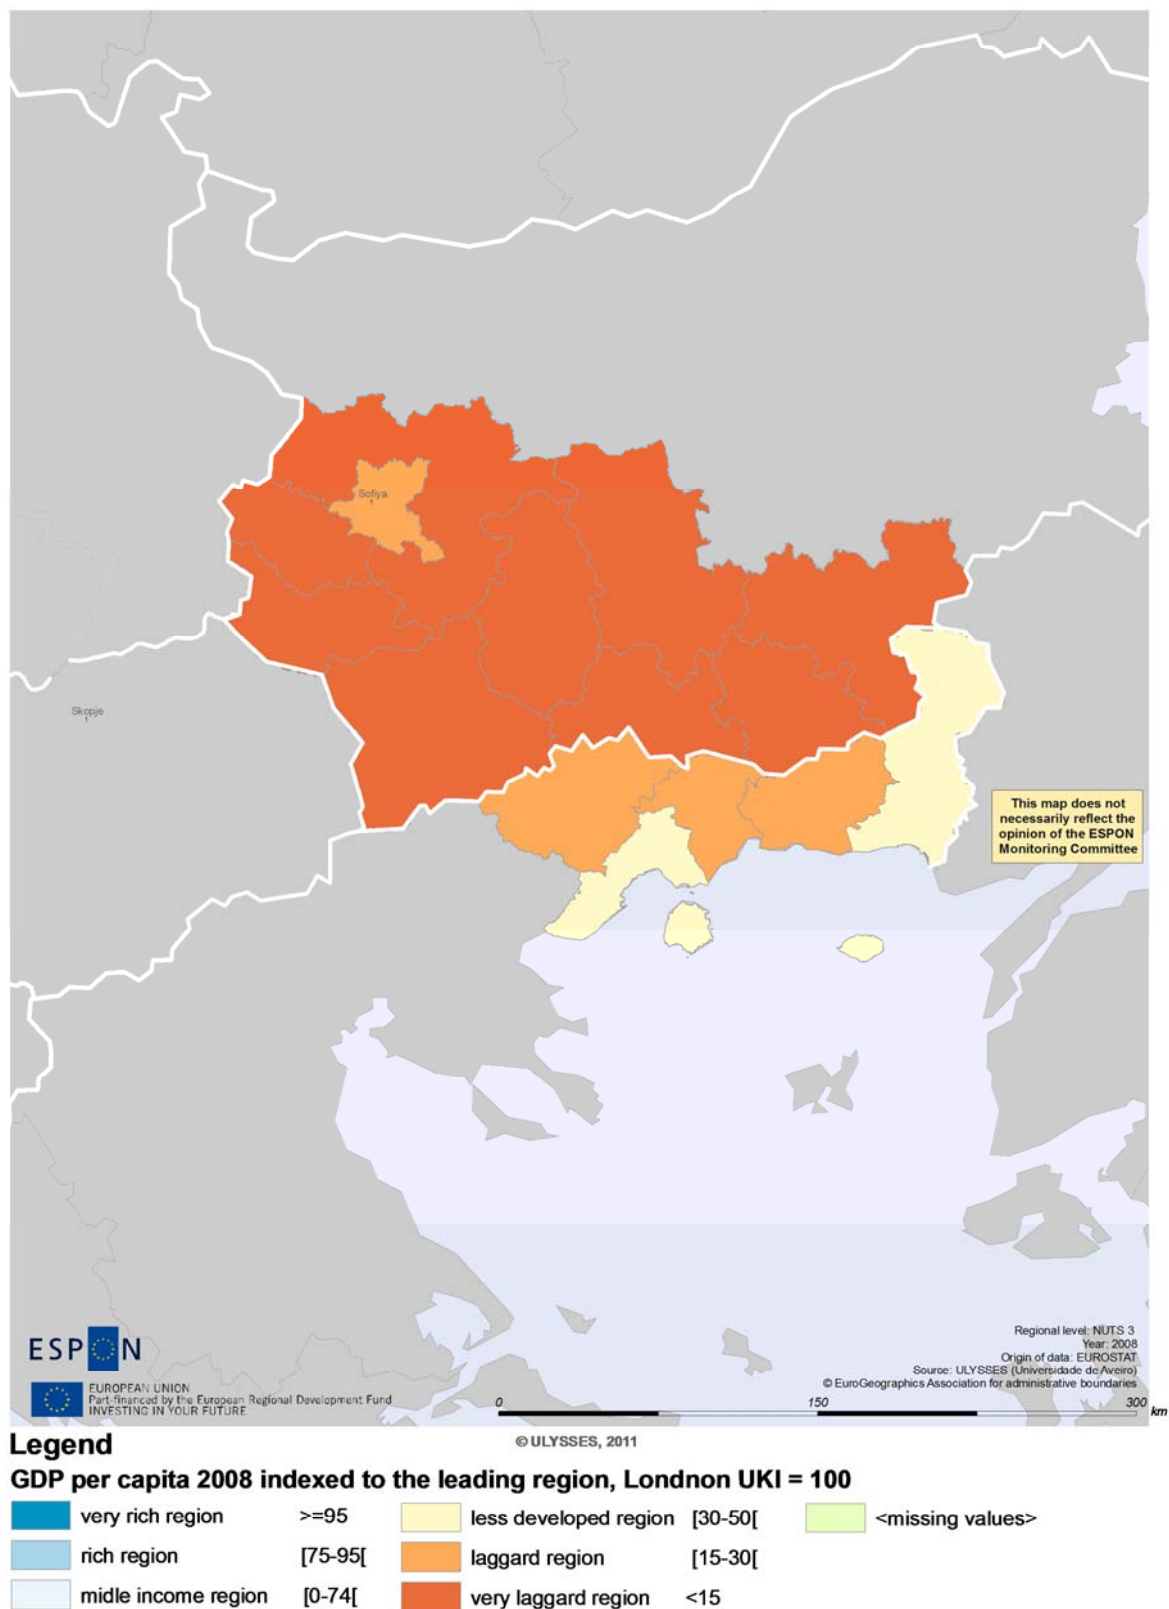 Sofiya
Skopje
This map does not
necessarily reflect the
opinion of the ESPON
Monitoring Committee
ESPON
EUROPEAN UNION
Part-financed by the European Regional Development Fund
INVESTING IN YOUR FUTURE
Regional level: NUTS 3
Year: 2008
Origin of data: EUROSTAT
Source: ULYSSES (Universidade de Aveiro)
© EuroGeographics Association for administrative boundaries
0 150 300 km
© ULYSSES, 2011
Legend
GDP per capita 2008 indexed to the leading region, Londnon UKI = 100
very rich region >=95 less developed region [30-50[ <missing values>
rich region [75-95[ laggard region [15-30[
midle income region [0-74[ very laggard region <15